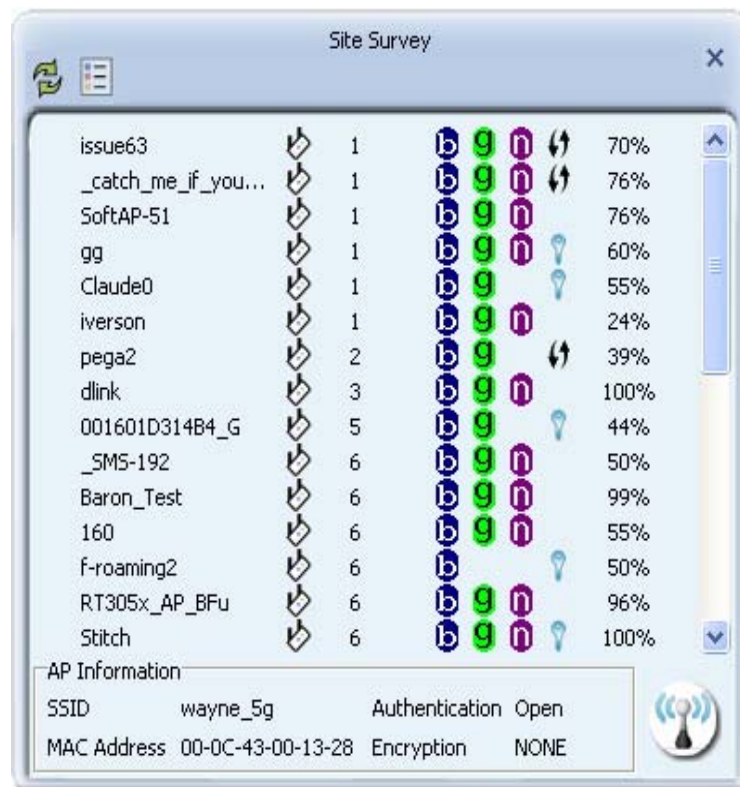 Site Survey
issue63 1 b g n 70%
_catch_me_if_you... 1 b g n 76%
SoftAP-51 1 b g n 76%
gg 1 b g n 60%
Claude0 1 b g 55%
iverson 1 b g n 24%
pega2 2 b g 39%
dlink 3 b g n 100%
001601D314B4_G 5 b g 44%
_SMS-192 6 b g n 50%
Baron_Test 6 b g n 99%
160 6 b g n 55%
f-roaming2 6 b 50%
RT305x_AP_BFu 6 b g n 96%
Stitch 6 b g n 100%
AP Information
SSID wayne_5g Authentication Open
MAC Address 00-0C-43-00-13-28 Encryption NONE